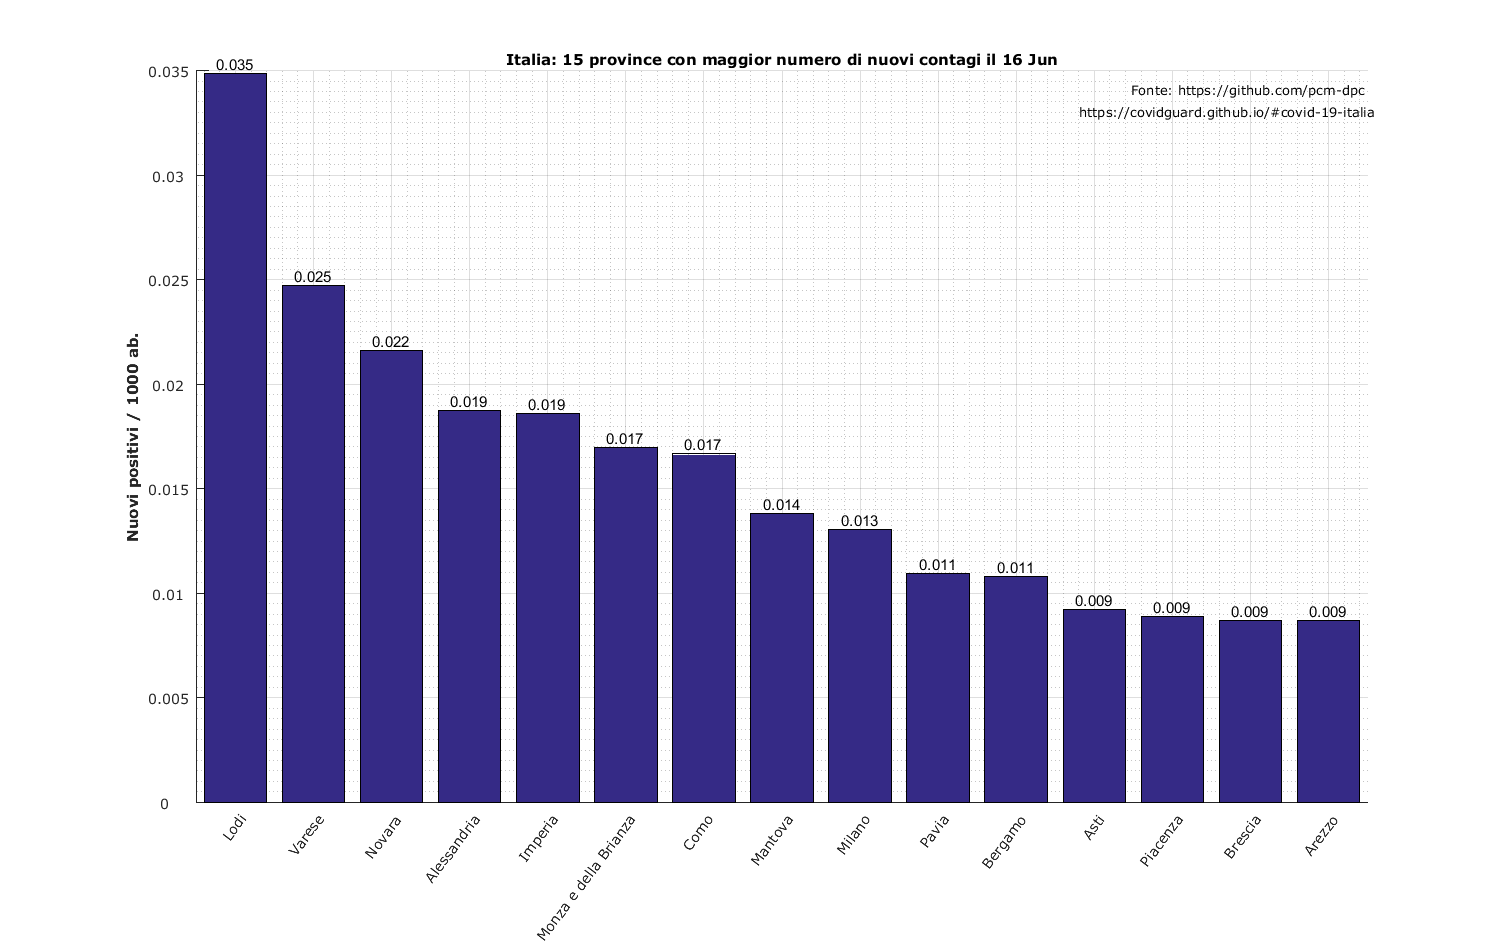 Italia: 15 province con maggior numero di nuovi contagi il 16 Jun
Fonte: https://github.com/pcm-dpc
https://covidguard.github.io/#covid-19-italia
Nuovi positivi / 1000 ab.
0.035
0.03
0.025
0.02
0.015
0.01
0.005
0
0.035
0.025
0.022
0.019
0.019
0.017
0.017
0.014
0.013
0.011
0.011
0.009
0.009
0.009
0.009
Lodi
Varese
Novara
Alessandria
Imperia
Monza e della Brianza
Como
Mantova
Milano
Pavia
Bergamo
Asti
Piacenza
Brescia
Arezzo